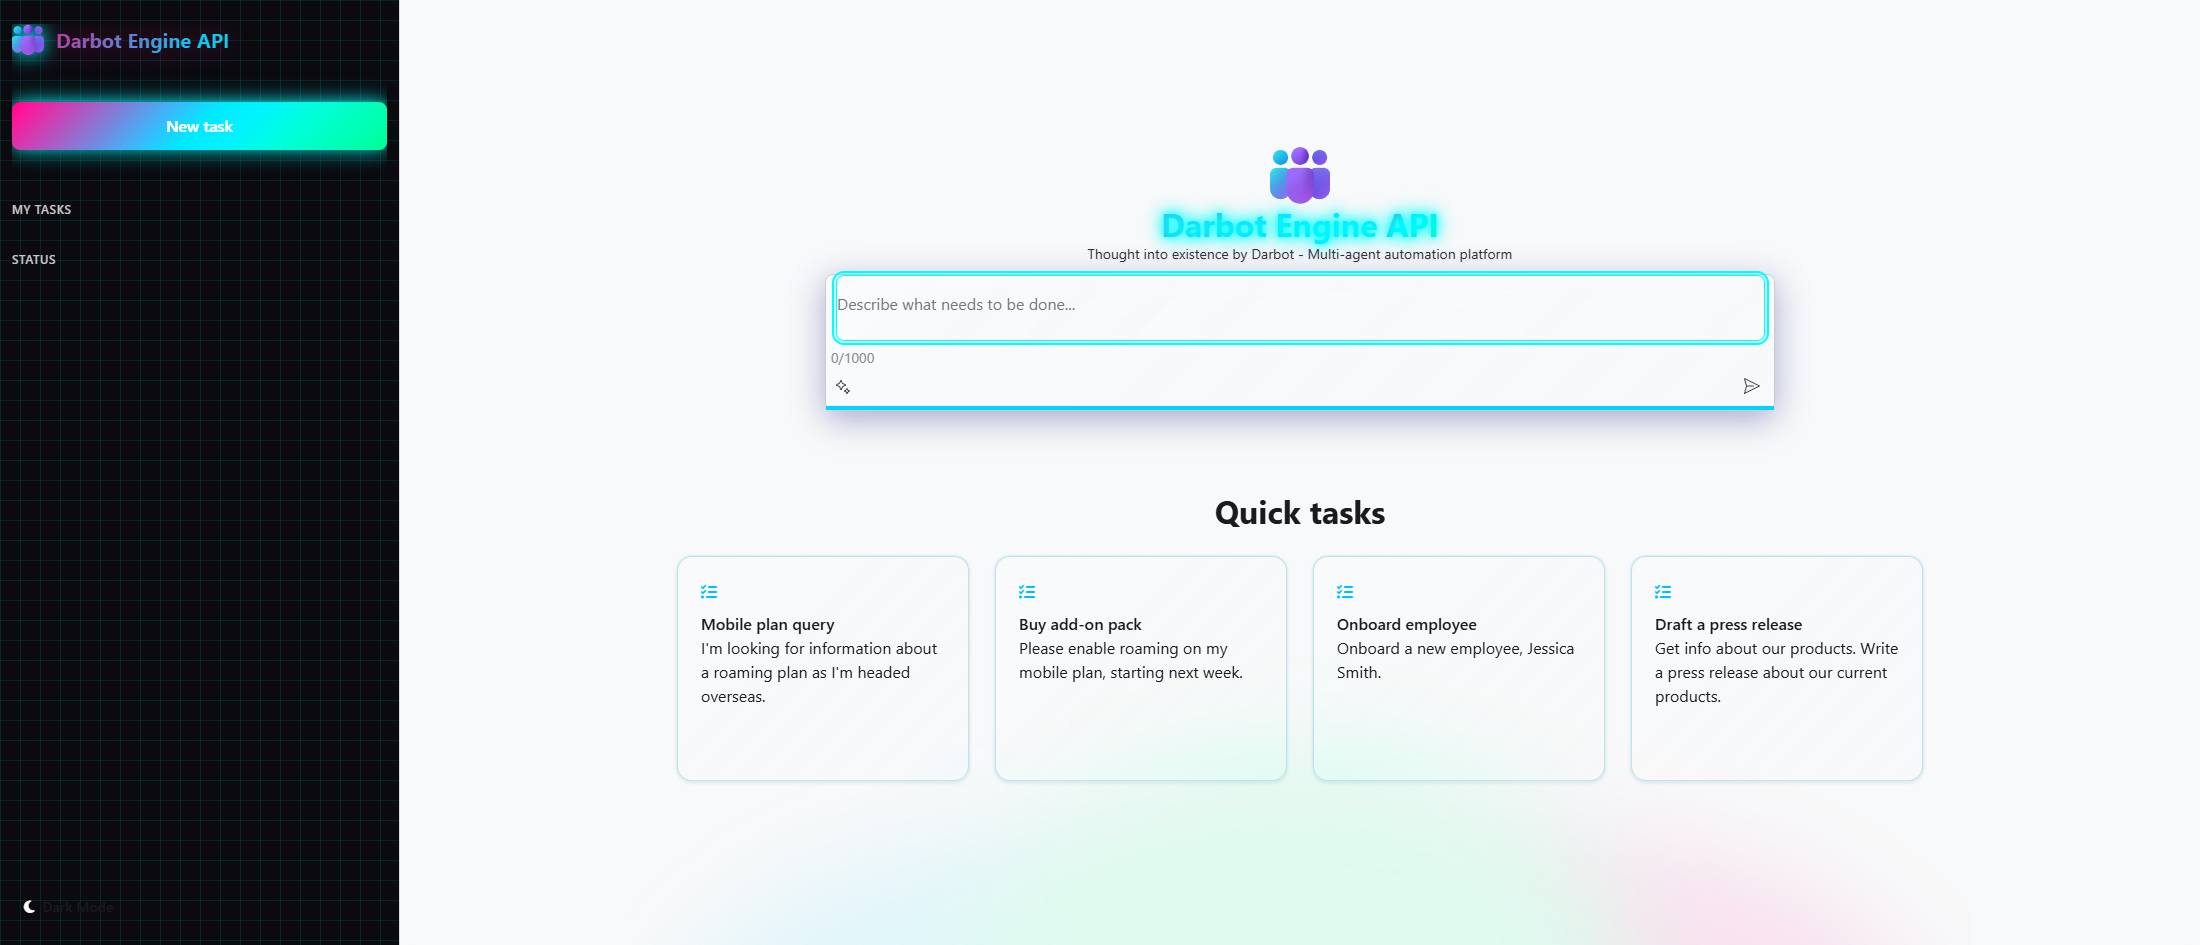 Darbot Engine API
New task
MY TASKS
STATUS
Dark Mode
Darbot Engine API
Thought into existence by Darbot - Multi-agent automation platform
Describe what needs to be done...
0/1000
Quick tasks
Mobile plan query
I'm looking for information about
a roaming plan as I'm headed
overseas.
Buy add-on pack
Please enable roaming on my
mobile plan, starting next week.
Onboard employee
Onboard a new employee, Jessica
Smith.
Draft a press release
Get info about our products. Write
a press release about our current
products.